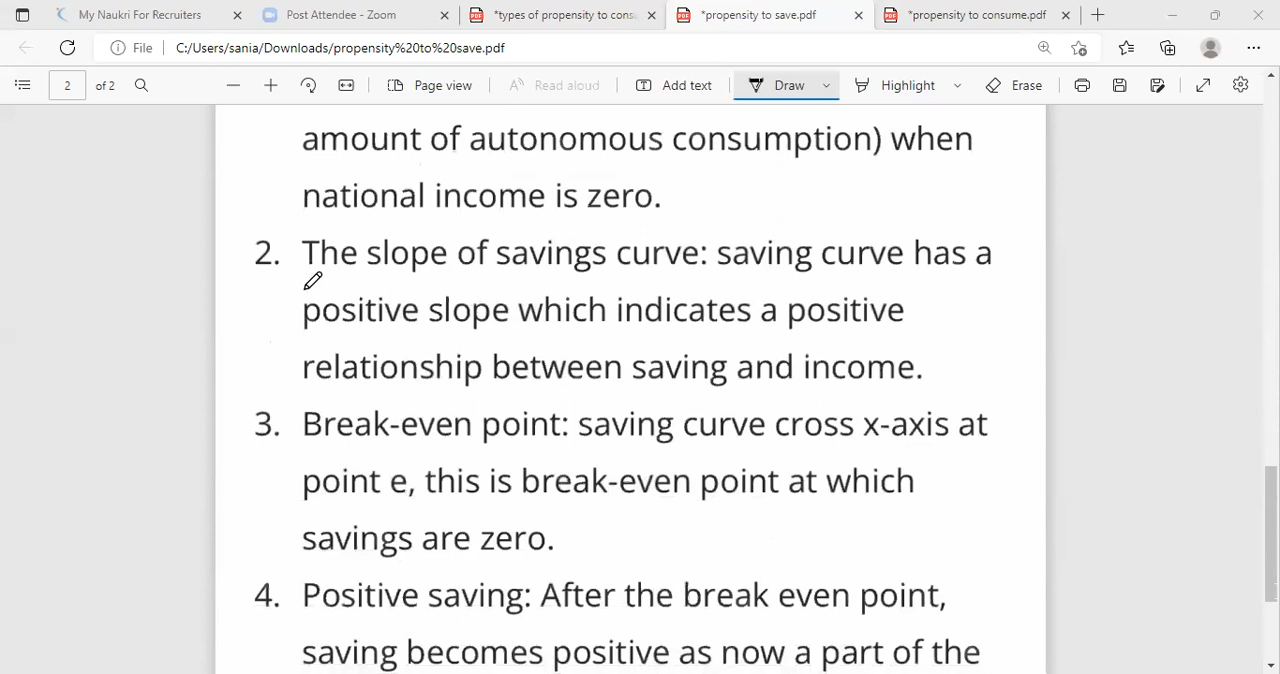 My Naukri For Recruiters
Post Attendee - Zoom
*types of propensity to cons
*propensity to save.pdf
*propensity to consume.pdf
File C:/Users/sania/Downloads/propensity%20to%20save.pdf
2 of 2
Page view
Read aloud
Add text
Draw
Highlight
Erase
amount of autonomous consumption) when
national income is zero.
2. The slope of savings curve: saving curve has a
positive slope which indicates a positive
relationship between saving and income.
3. Break-even point: saving curve cross x-axis at
point e, this is break-even point at which
savings are zero.
4. Positive saving: After the break even point,
saving becomes positive as now a part of the